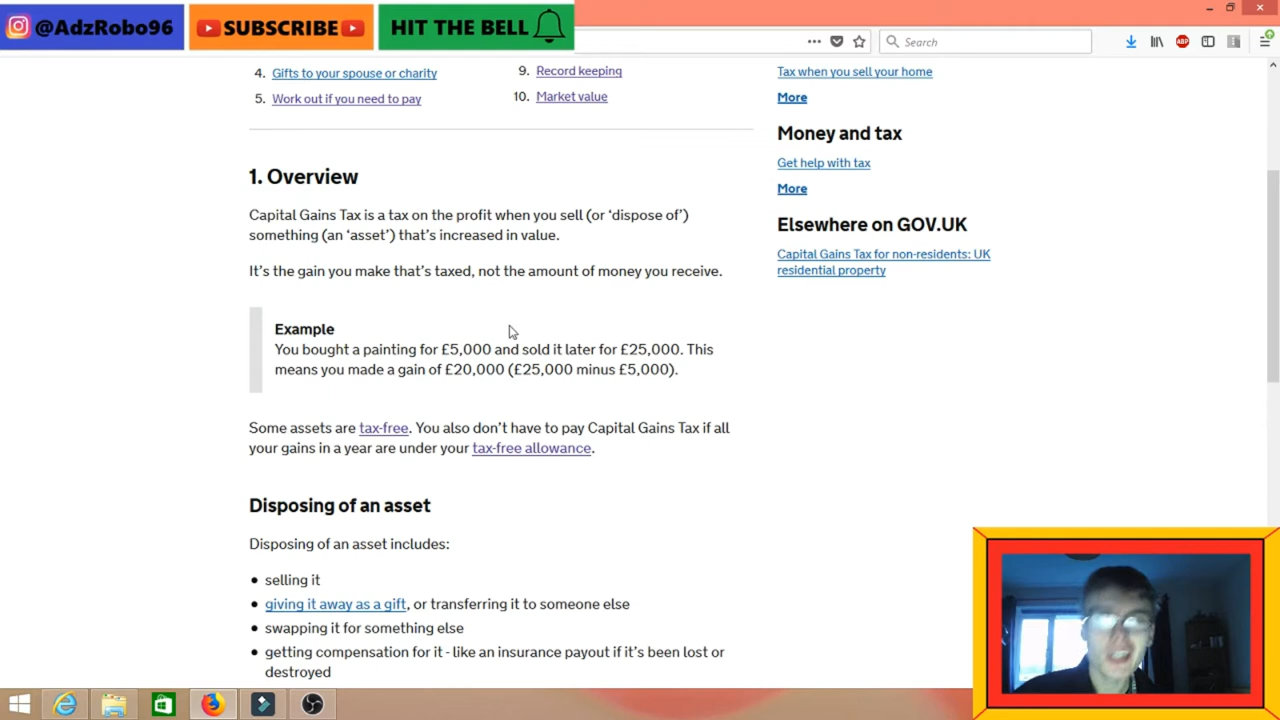 @AdzRobo96
SUBSCRIBE
HIT THE BELL
Search
ABP
4. Gifts to your spouse or charity
5. Work out if you need to pay
9. Record keeping
10. Market value
Tax when you sell your home
More
Money and tax
Get help with tax
More
Elsewhere on GOV.UK
Capital Gains Tax for non-residents: UK
residential property
1. Overview
Capital Gains Tax is a tax on the profit when you sell (or ‘dispose of’)
something (an ‘asset’) that’s increased in value.
It’s the gain you make that’s taxed, not the amount of money you receive.
Example
You bought a painting for £5,000 and sold it later for £25,000. This
means you made a gain of £20,000 (£25,000 minus £5,000).
Some assets are tax-free. You also don’t have to pay Capital Gains Tax if all
your gains in a year are under your tax-free allowance.
Disposing of an asset
Disposing of an asset includes:
• selling it
• giving it away as a gift, or transferring it to someone else
• swapping it for something else
• getting compensation for it - like an insurance payout if it’s been lost or
destroyed